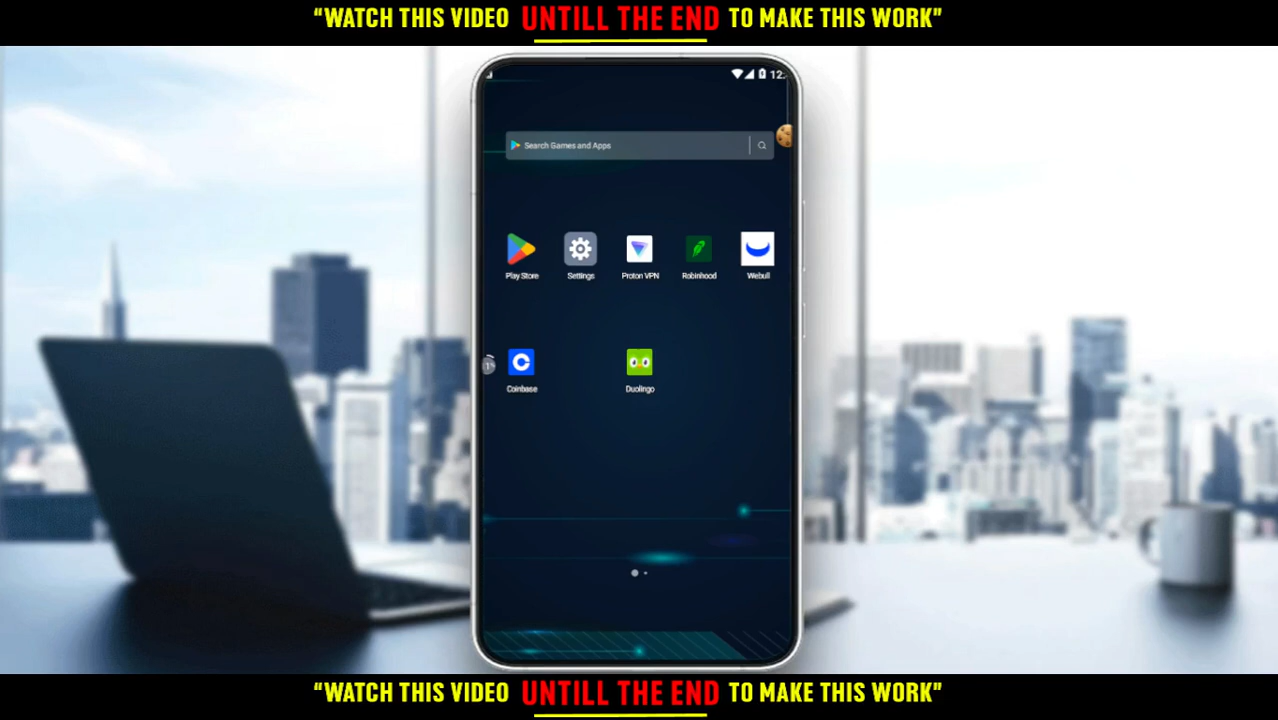 “WATCH THIS VIDEO UNTILL THE END TO MAKE THIS WORK”
12:
Search Games and Apps
Play Store Settings Proton VPN Robinhood Webull
Coinbase Duolingo
“WATCH THIS VIDEO UNTILL THE END TO MAKE THIS WORK”